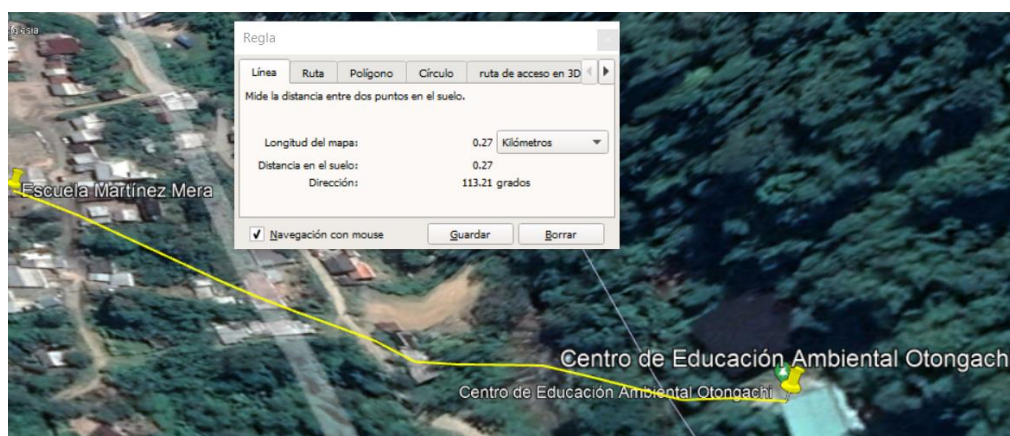 Iglesia
Regla
Línea Ruta Polígono Círculo ruta de acceso en 3D
Mide la distancia entre dos puntos en el suelo.
Longitud del mapa: 0.27 Kilómetros
Distancia en el suelo: 0.27
Dirección: 113.21 grados
Navegación con mouse Guardar Borrar
Escuela Martínez Mera
Centro de Educación Ambiental Otongach
Centro de Educación Ambiental Otongachi